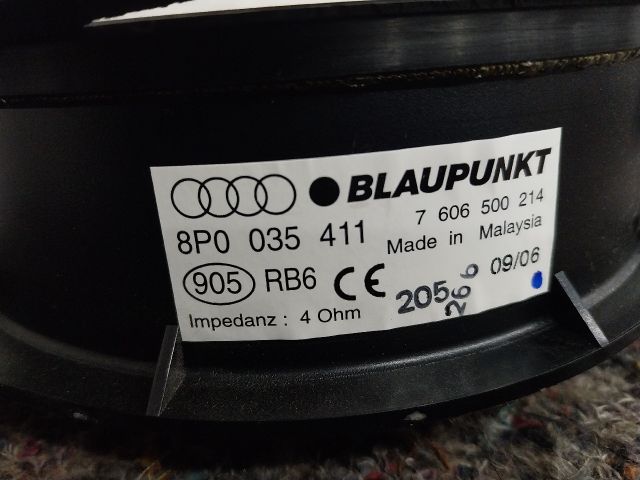 BLAUPUNKT
8P0 035 411
7 606 500 214
Made in Malaysia
905 RB6 CE
205
266
09/06
Impedanz : 4 Ohm